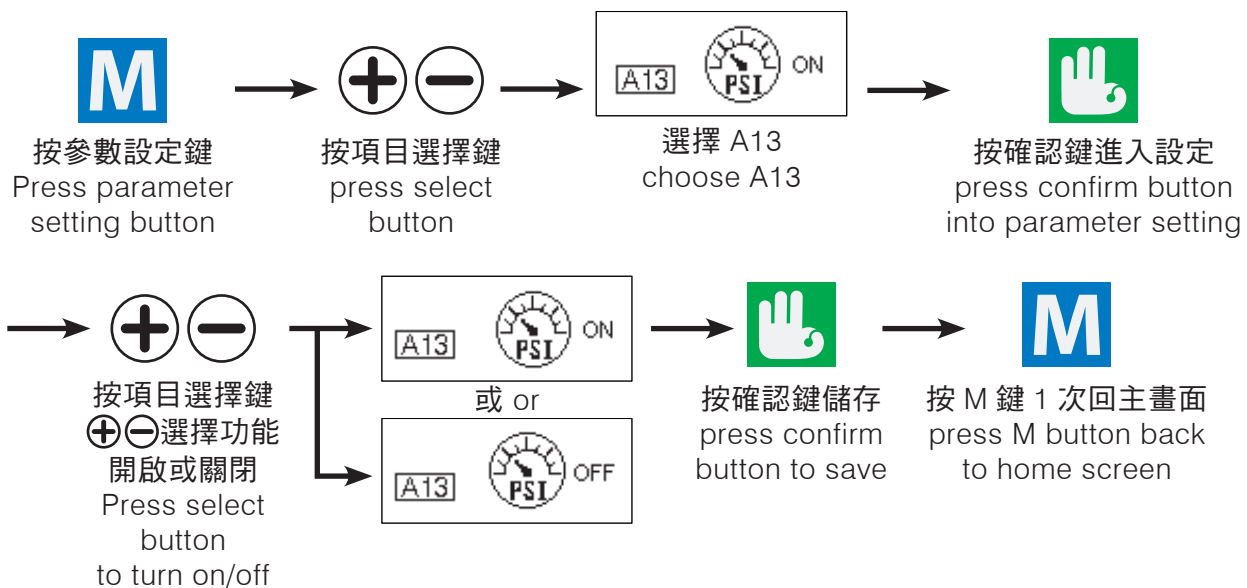 M
按參數設定鍵
Press parameter
setting button
按項目選擇鍵
press select
button
A13 PSI ON
選擇 A13
choose A13
按確認鍵進入設定
press confirm button
into parameter setting
按項目選擇鍵
⊕⊖選擇功能
開啟或關閉
Press select
button
to turn on/off
A13 PSI ON
或 or
A13 PSI OFF
按確認鍵儲存
press confirm
button to save
M
按 M 鍵 1 次回主畫面
press M button back
to home screen